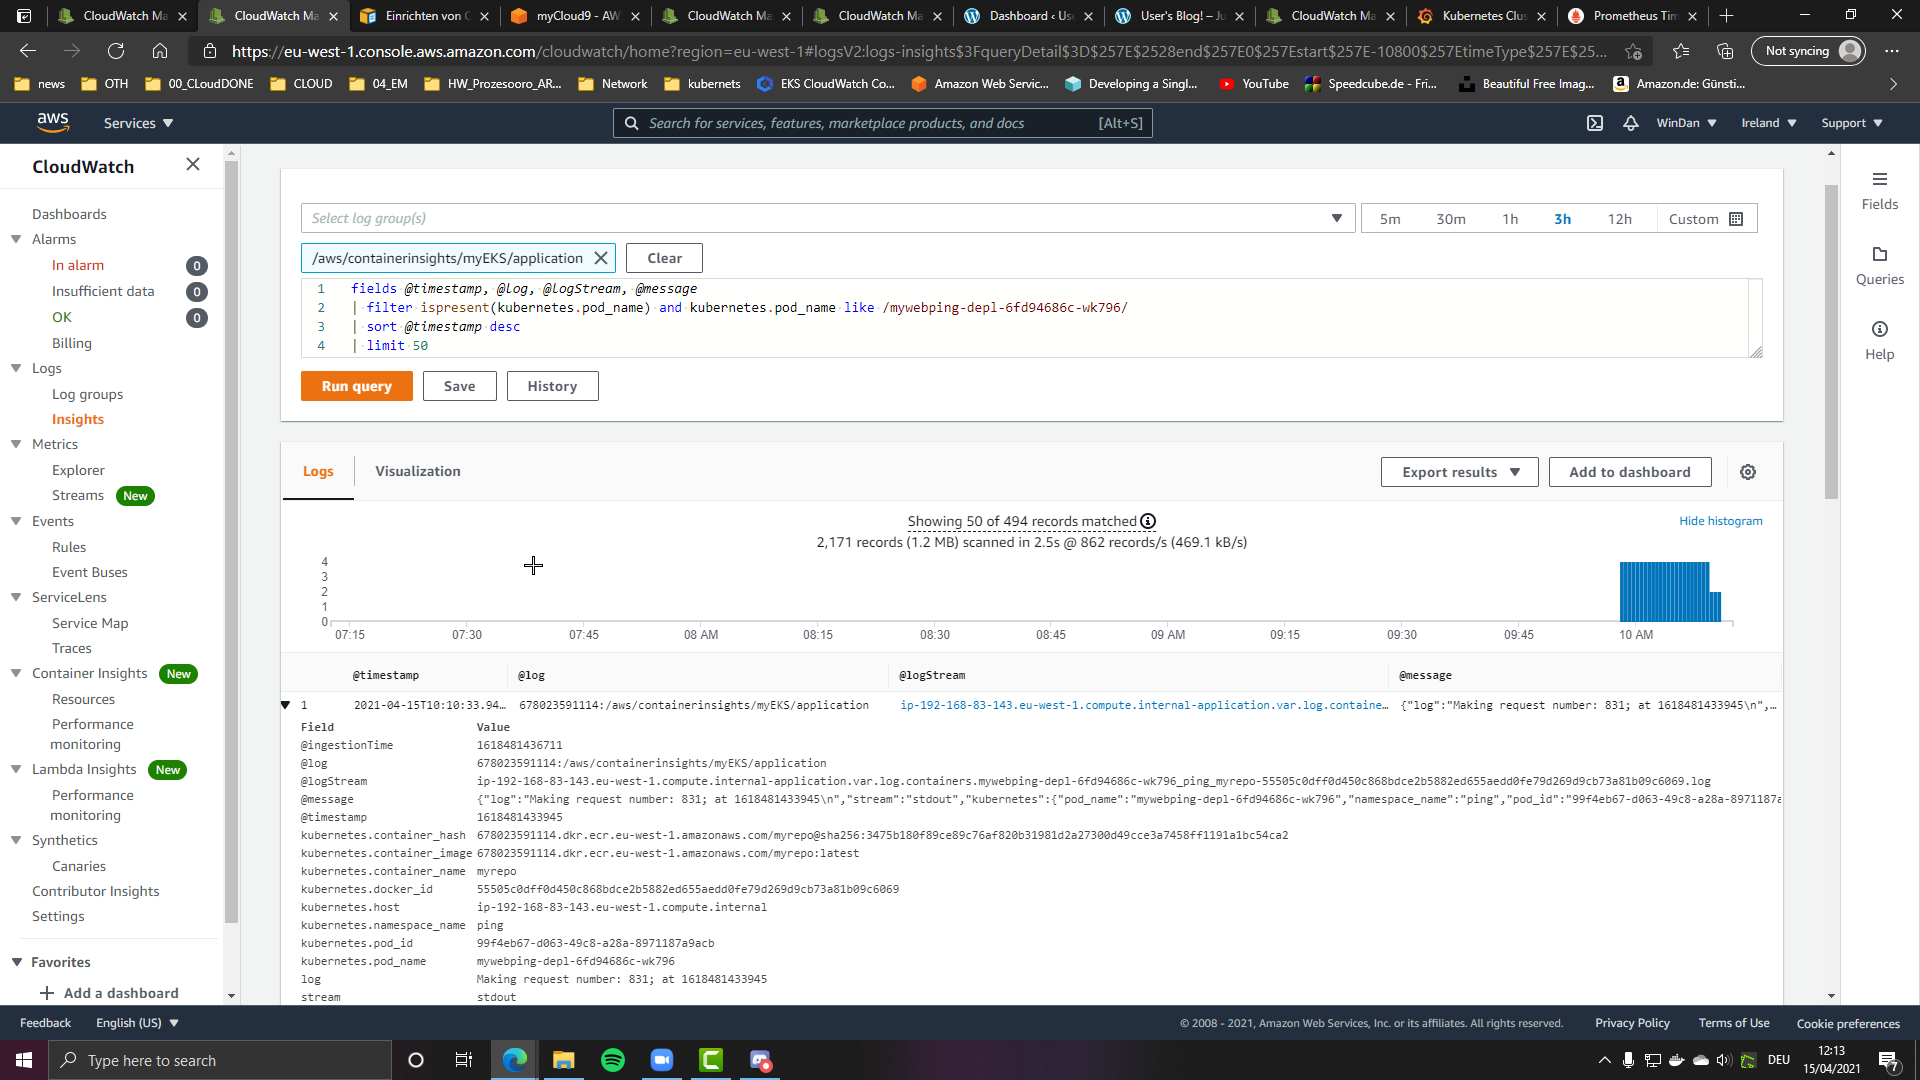 CloudWatch Ma
CloudWatch Ma
Einrichten von C
myCloud9 - AW
CloudWatch Ma
CloudWatch Ma
Dashboard ‹ Us
User's Blog! – Ju
CloudWatch Ma
Kubernetes Clus
Prometheus Tim
https://eu-west-1.console.aws.amazon.com/cloudwatch/home?region=eu-west-1#logsV2:logs-insights$3FqueryDetail$3D$257E$2528end$257E0$257Estart$257E-10800$257EtimeType$257E$25...
Not syncing
news
OTH
00_CLoudDONE
CLOUD
04_EM
HW_Prozesooro_AR...
Network
kubernets
EKS CloudWatch Co...
Amazon Web Servic...
Developing a Singl...
YouTube
Speedcube.de - Fri...
Beautiful Free Imag...
Amazon.de: Günsti...
aws
Services
Search for services, features, marketplace products, and docs
[Alt+S]
WinDan
Ireland
Support
CloudWatch
Dashboards
Alarms
In alarm 0
Insufficient data 0
OK 0
Billing
Logs
Log groups
Insights
Metrics
Explorer
Streams New
Events
Rules
Event Buses
ServiceLens
Service Map
Traces
Container Insights New
Resources
Performance
monitoring
Lambda Insights New
Performance
monitoring
Synthetics
Canaries
Contributor Insights
Settings
Favorites
Add a dashboard
Select log group(s)
5m 30m 1h 3h 12h Custom
/aws/containerinsights/myEKS/application
Clear
1 fields @timestamp, @log, @logStream, @message
2 | filter ispresent(kubernetes.pod_name) and kubernetes.pod_name like /mywebping-depl-6fd94686c-wk796/
3 | sort @timestamp desc
4 | limit 50
Run query
Save
History
Logs
Visualization
Export results
Add to dashboard
Showing 50 of 494 records matched
Hide histogram
2,171 records (1.2 MB) scanned in 2.5s @ 862 records/s (469.1 kB/s)
4
3
2
1
0
07:15 07:30 07:45 08 AM 08:15 08:30 08:45 09 AM 09:15 09:30 09:45 10 AM
@timestamp @log @logStream @message
1 2021-04-15T10:10:33.94… 678023591114:/aws/containerinsights/myEKS/application ip-192-168-83-143.eu-west-1.compute.internal-application.var.log.containe… {"log":"Making request number: 831; at 1618481433945\n",…
Field Value
@ingestionTime 1618481436711
@log 678023591114:/aws/containerinsights/myEKS/application
@logStream ip-192-168-83-143.eu-west-1.compute.internal-application.var.log.containers.mywebping-depl-6fd94686c-wk796_ping_myrepo-55505c0dff0d450c868bdce2b5882ed655aedd0fe79d269d9cb73a81b09c6069.log
@message {"log":"Making request number: 831; at 1618481433945\n","stream":"stdout","kubernetes":{"pod_name":"mywebping-depl-6fd94686c-wk796","namespace_name":"ping","pod_id":"99f4eb67-d063-49c8-a28a-8971187a
@timestamp 1618481433945
kubernetes.container_hash 678023591114.dkr.ecr.eu-west-1.amazonaws.com/myrepo@sha256:3475b180f89ce89c76af820b31981d2a27300d49cce3a7458ff1191a1bc54ca2
kubernetes.container_image 678023591114.dkr.ecr.eu-west-1.amazonaws.com/myrepo:latest
kubernetes.container_name myrepo
kubernetes.docker_id 55505c0dff0d450c868bdce2b5882ed655aedd0fe79d269d9cb73a81b09c6069
kubernetes.host ip-192-168-83-143.eu-west-1.compute.internal
kubernetes.namespace_name ping
kubernetes.pod_id 99f4eb67-d063-49c8-a28a-8971187a9acb
kubernetes.pod_name mywebping-depl-6fd94686c-wk796
log Making request number: 831; at 1618481433945
stream stdout
Fields
Queries
Help
Feedback
English (US)
© 2008 - 2021, Amazon Web Services, Inc. or its affiliates. All rights reserved.
Privacy Policy
Terms of Use
Cookie preferences
Type here to search
DEU
12:13
15/04/2021
7